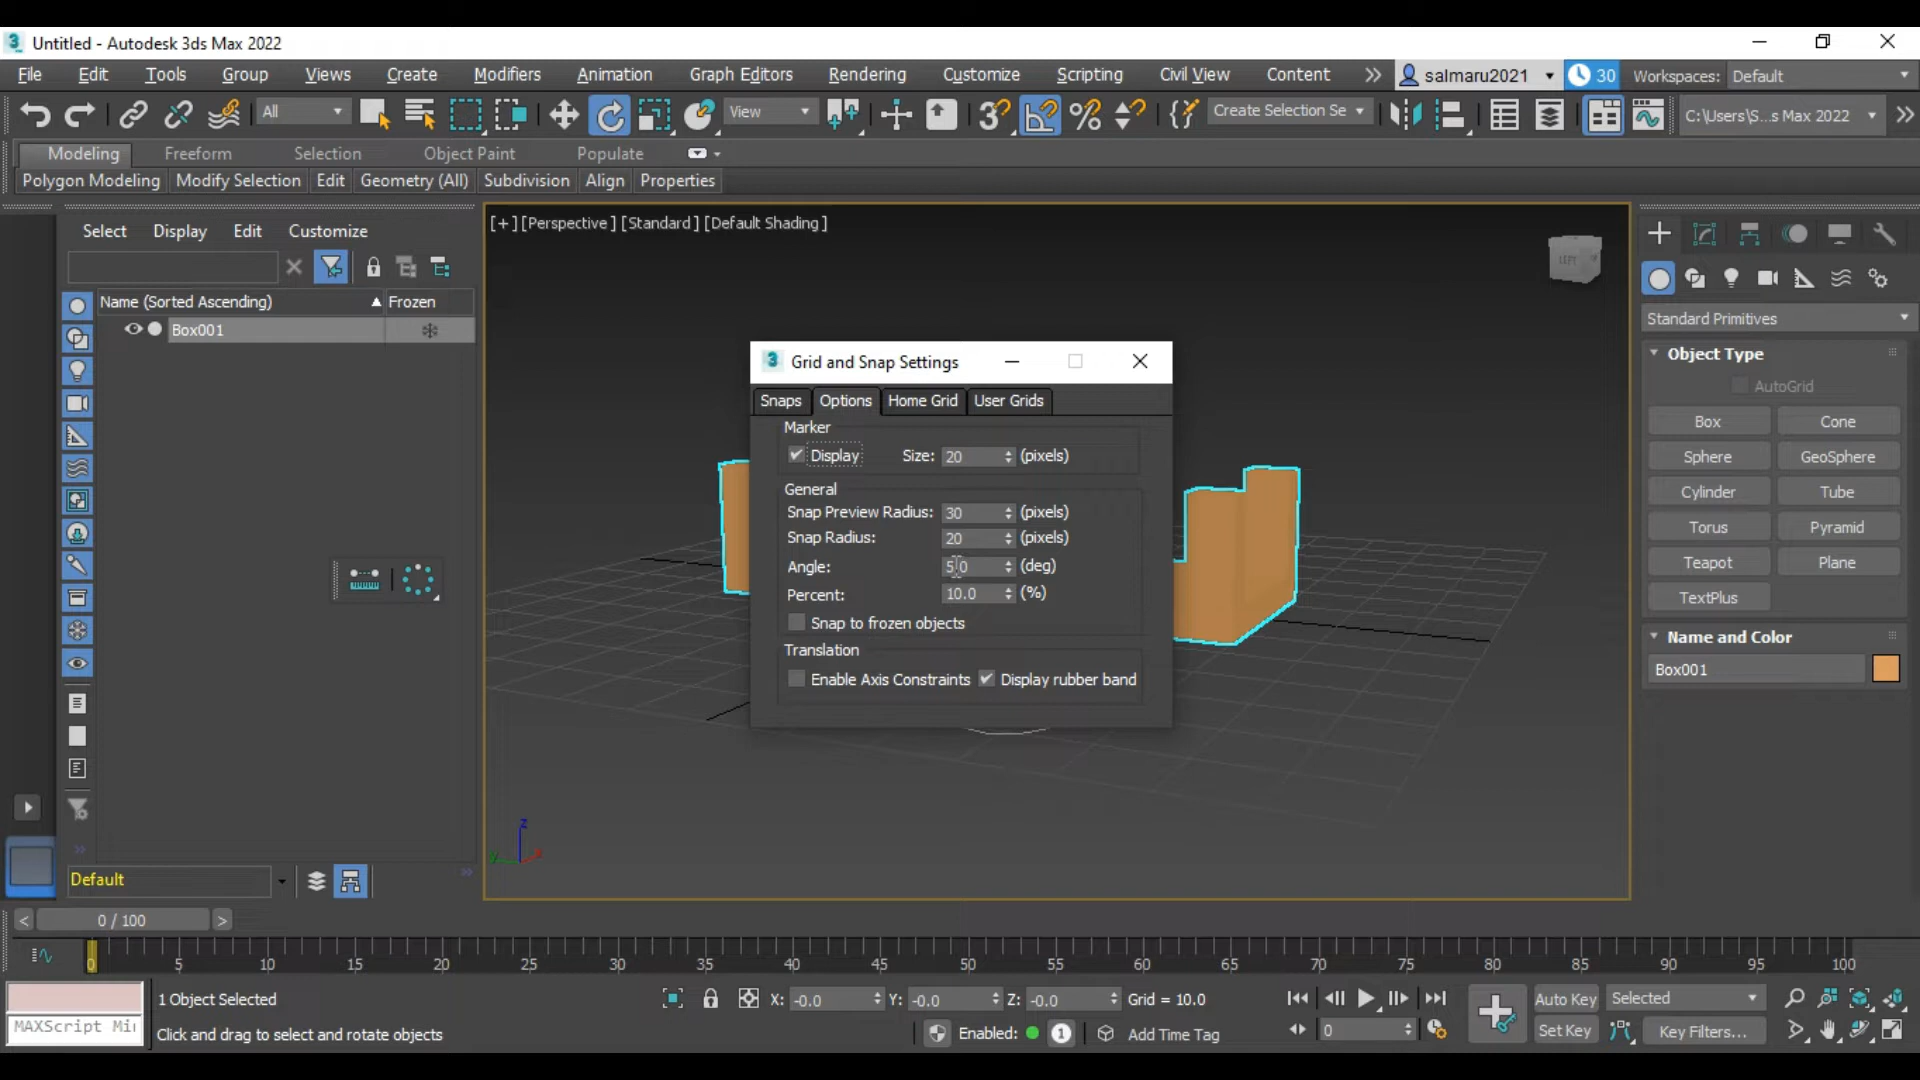 Untitled - Autodesk 3ds Max 2022
File Edit Tools Group Views Create Modifiers Animation Graph Editors Rendering Customize Scripting Civil View Content salmaru2021 30 Workspaces: Default
All View Create Selection Se C:\Users\S...s Max 2022
Modeling Freeform Selection Object Paint Populate
Polygon Modeling Modify Selection Edit Geometry (All) Subdivision Align Properties
Select Display Edit Customize
Name (Sorted Ascending) Frozen
Box001
Default
[+] [Perspective] [Standard] [Default Shading]
LEFT
z
y
x
Grid and Snap Settings
Snaps Options Home Grid User Grids
Marker
Display Size: 20 (pixels)
General
Snap Preview Radius: 30 (pixels)
Snap Radius: 20 (pixels)
Angle: 5.0 (deg)
Percent: 10.0 (%)
Snap to frozen objects
Translation
Enable Axis Constraints Display rubber band
Standard Primitives
Object Type
AutoGrid
Box Cone
Sphere GeoSphere
Cylinder Tube
Torus Pyramid
Teapot Plane
TextPlus
Name and Color
Box001
< 0 / 100 >
0 5 10 15 20 25 30 35 40 45 50 55 60 65 70 75 80 85 90 95 100
1 Object Selected X: -0.0 Y: -0.0 Z: -0.0 Grid = 10.0 Auto Key Selected
MAXScript Mi
Click and drag to select and rotate objects Enabled: 1 Add Time Tag 0 Set Key Key Filters...